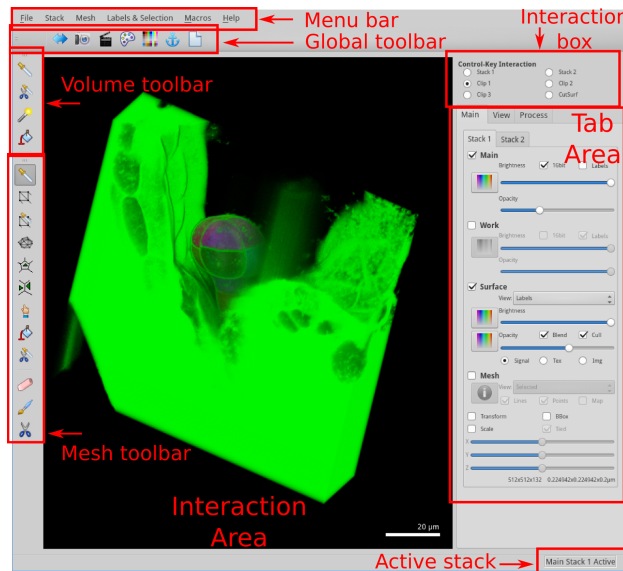 File Stack Mesh Labels & Selection Macros Help
Menu bar
Global toolbar
Interaction
box
Volume toolbar
Control-Key Interaction
Stack 1 Stack 2
Clip 1 Clip 2
Clip 3 CutSurf
Main View Process
Tab
Area
Stack 1 Stack 2
Main
Brightness 16bit Labels
Opacity
Work
Brightness 16bit Labels
Opacity
Surface
View: Labels
Brightness
Opacity Blend Cull
Signal Tex Img
Mesh
View: Selected
Lines Points Map
Transform BBox
Scale Text
X
Y
Z
512x512x132 0.224942x0.224942x0.2µm
Mesh toolbar
Interaction
Area
20 µm
Active stack
Main Stack 1 Active